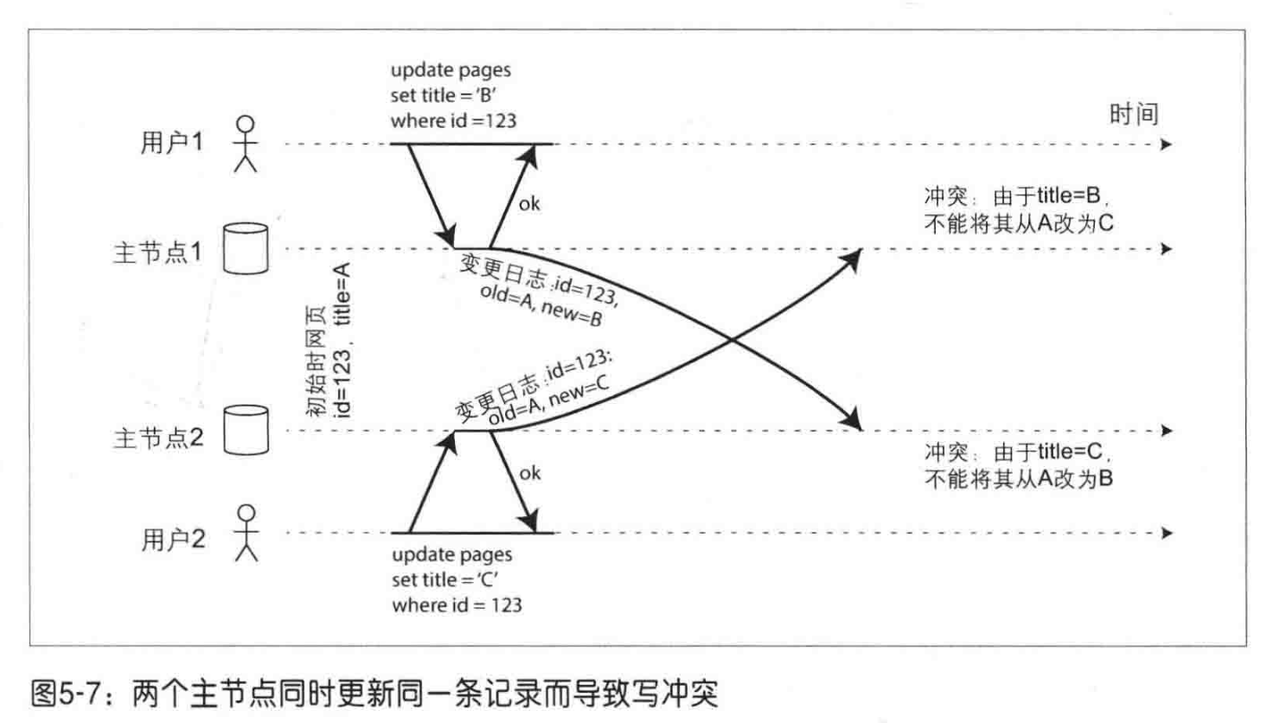 update pages
set title = ‘B’
where id =123
时间
用户1
ok
冲突：由于title=B，
不能将其从A改为C
主节点1
变更日志:id=123,
old=A, new=B
初始时网页
id=123，title=A
变更日志:id=123:
old=A, new=C
主节点2
冲突：由于title=C，
不能将其从A改为B
ok
用户2
update pages
set title = ‘C’
where id = 123
图5-7：两个主节点同时更新同一条记录而导致写冲突